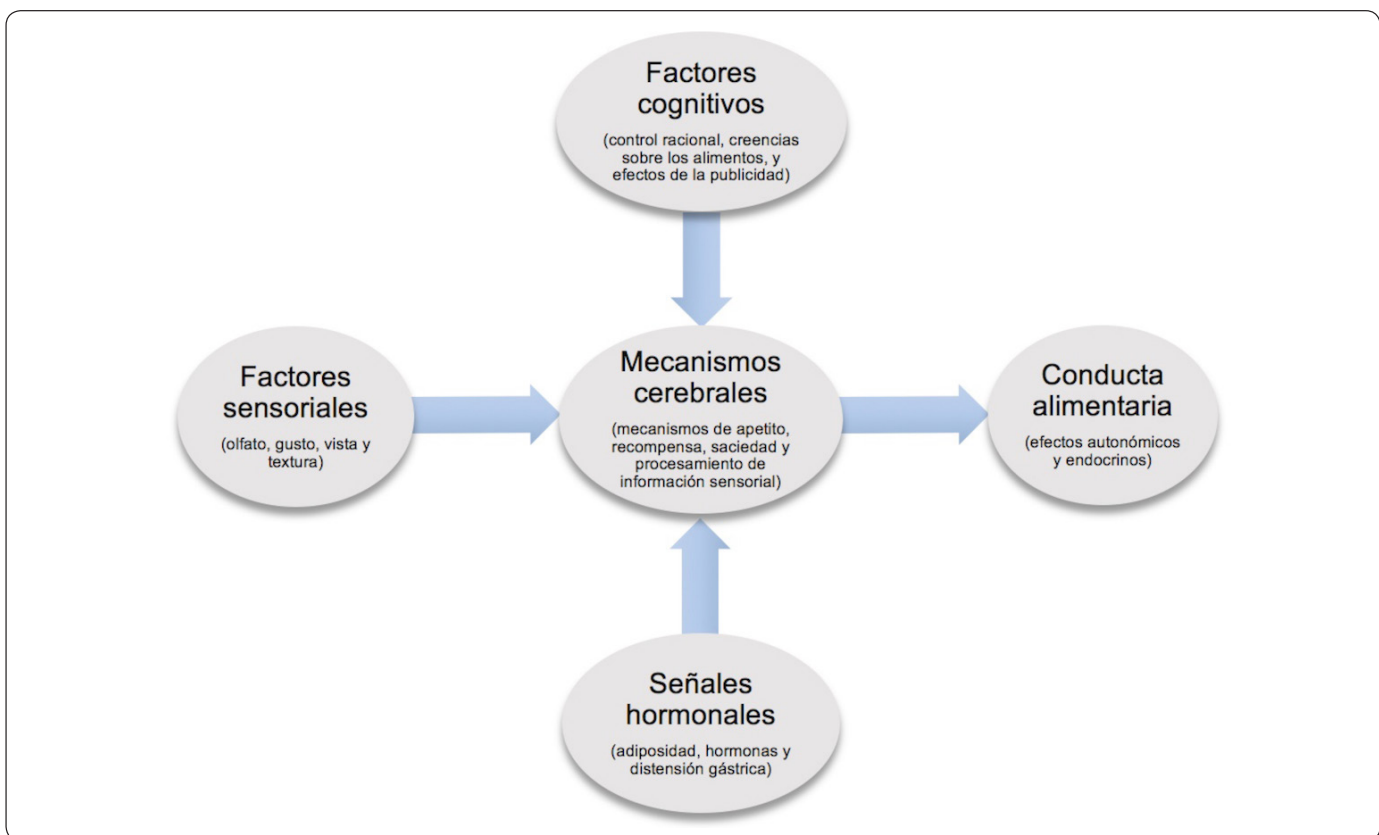 Factores
cognitivos
(control racional, creencias
sobre los alimentos, y
efectos de la publicidad)
Factores
sensoriales
(olfato, gusto, vista y
textura)
Mecanismos
cerebrales
(mecanismos de apetito,
recompensa, saciedad y
procesamiento de
información sensorial)
Conducta
alimentaria
(efectos autonómicos
y endocrinos)
Señales
hormonales
(adiposidad, hormonas y
distensión gástrica)